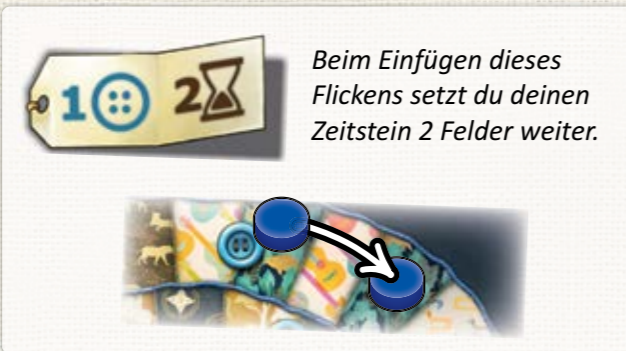 1 2
Beim Einfügen dieses
Flickens setzt du deinen
Zeitstein 2 Felder weiter.